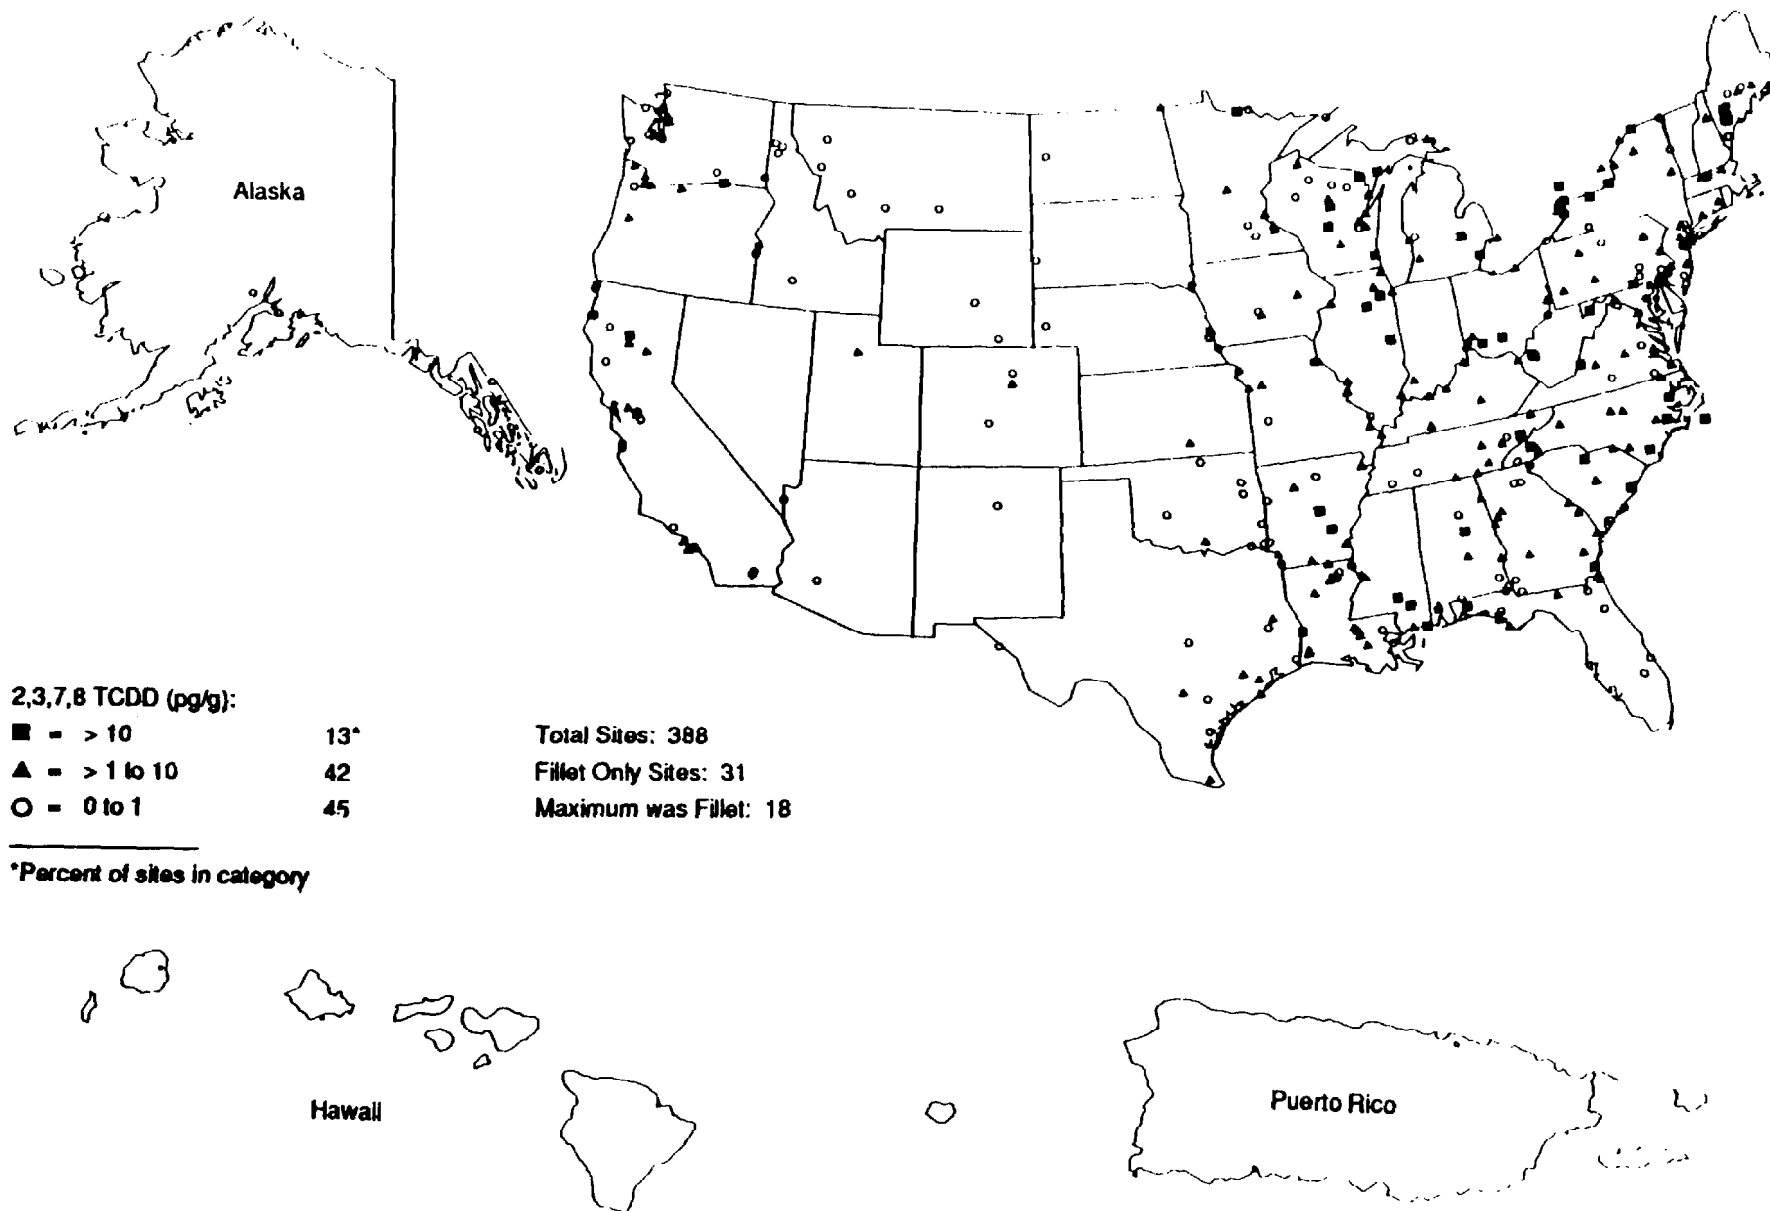 Alaska
2,3,7,8 TCDD (pg/g):
■ = > 10 13*
▲ = > 1 to 10 42
○ = 0 to 1 45
Total Sites: 388
Fillet Only Sites: 31
Maximum was Fillet: 18
*Percent of sites in category
Hawaii
Puerto Rico